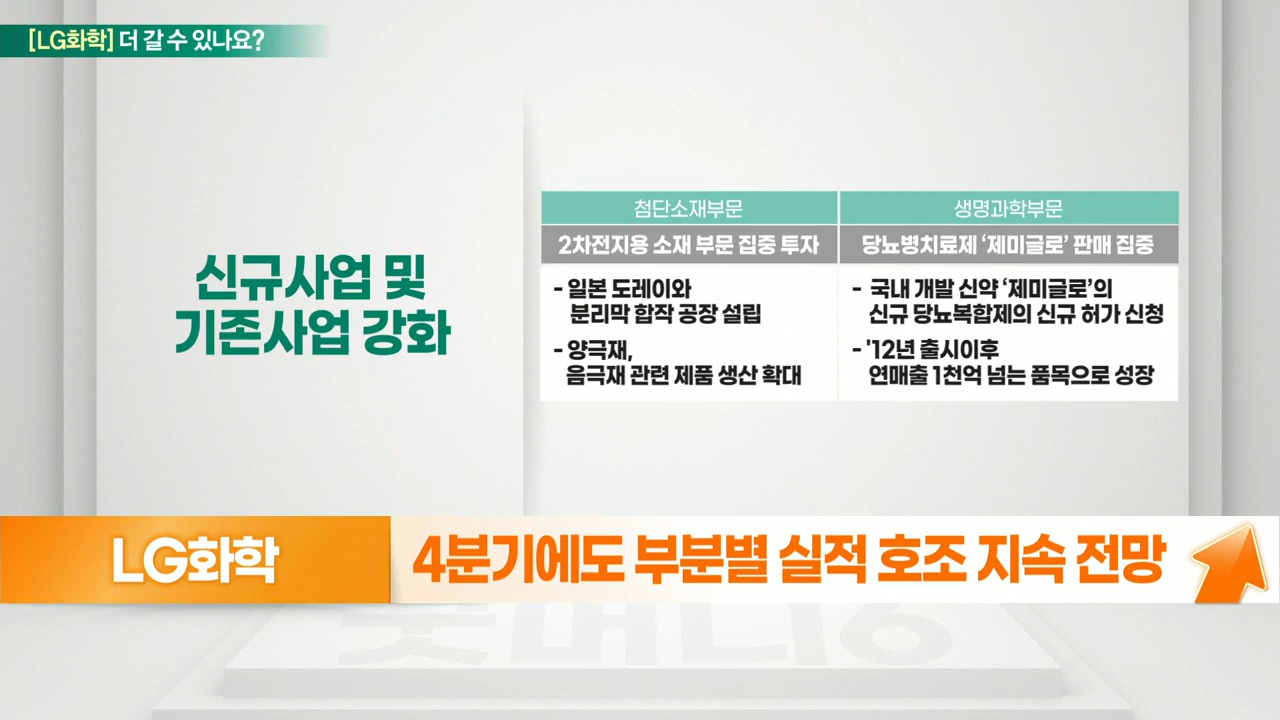 [LG화학] 더 갈 수 있나요?
신규사업 및
기존사업 강화
첨단소재부문
2차전지용 소재 부문 집중 투자
- 일본 도레이와
분리막 합작 공장 설립
- 양극재,
음극재 관련 제품 생산 확대
생명과학부문
당뇨병치료제 ‘제미글로’ 판매 집중
- 국내 개발 신약 ‘제미글로’의
신규 당뇨복합제의 신규 허가 신청
- '12년 출시이후
연매출 1천억 넘는 품목으로 성장
LG화학
4분기에도 부분별 실적 호조 지속 전망